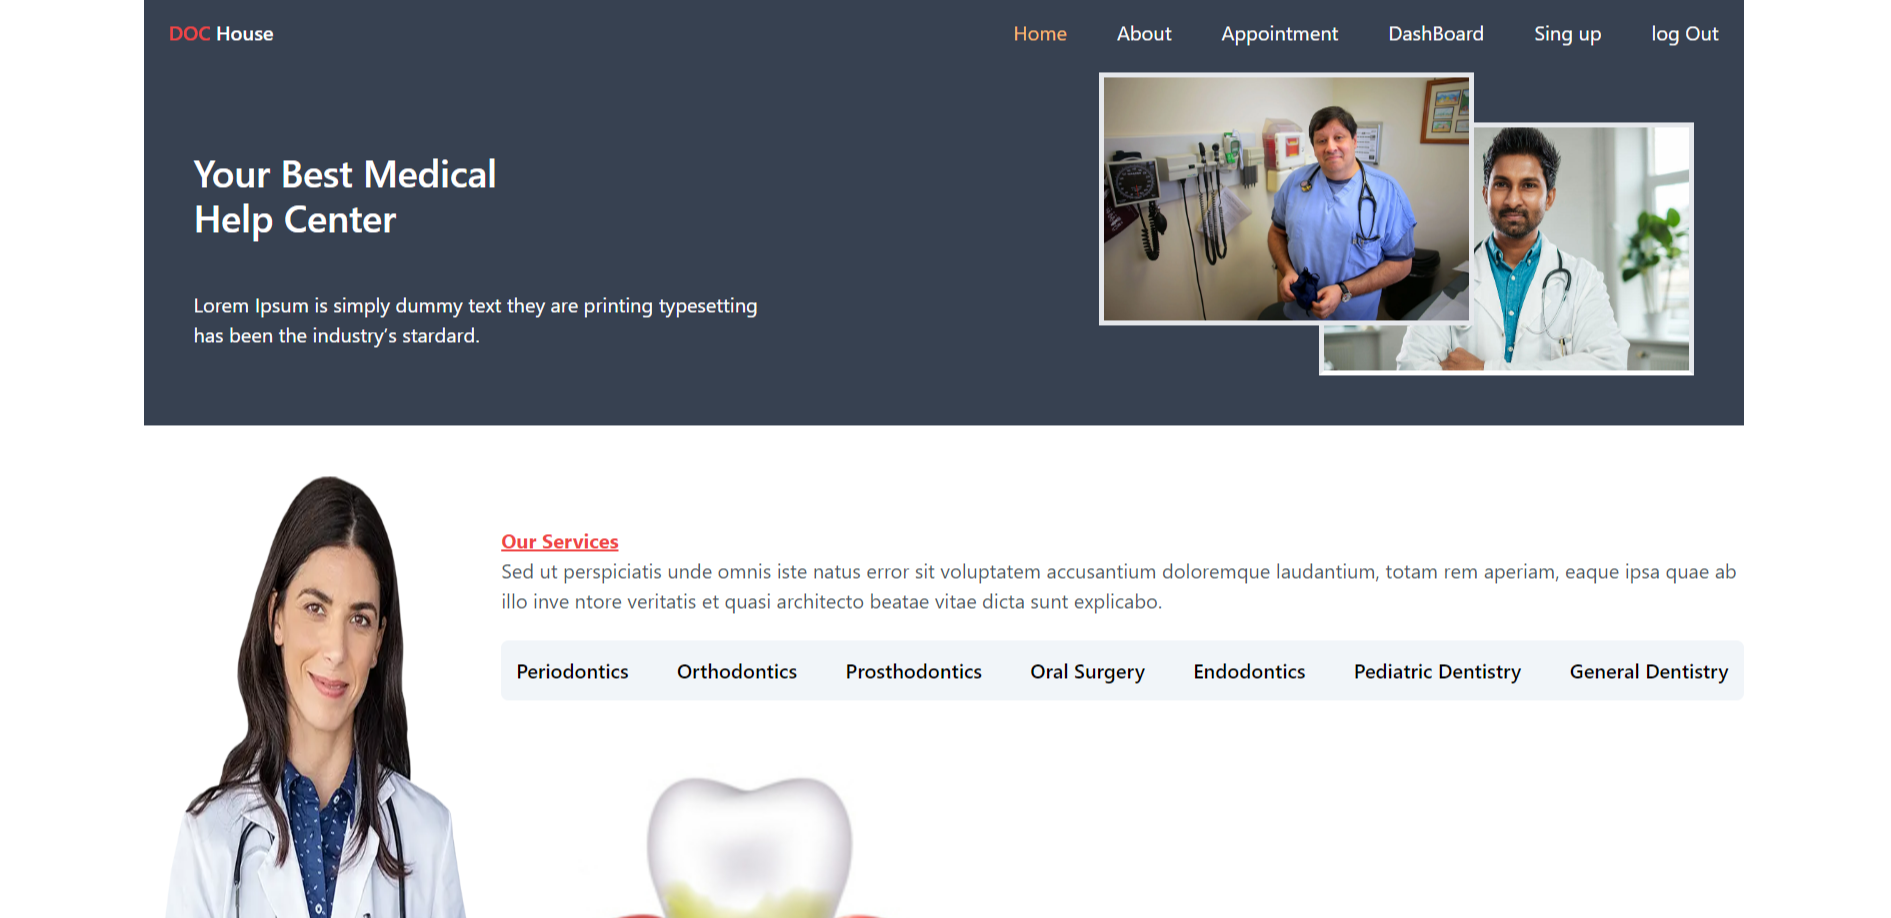 DOC House
Home About Appointment DashBoard Sing up log Out
Your Best Medical
Help Center
Lorem Ipsum is simply dummy text they are printing typesetting
has been the industry’s stardard.
Our Services
Sed ut perspiciatis unde omnis iste natus error sit voluptatem accusantium doloremque laudantium, totam rem aperiam, eaque ipsa quae ab
illo inve ntore veritatis et quasi architecto beatae vitae dicta sunt explicabo.
Periodontics Orthodontics Prosthodontics Oral Surgery Endodontics Pediatric Dentistry General Dentistry